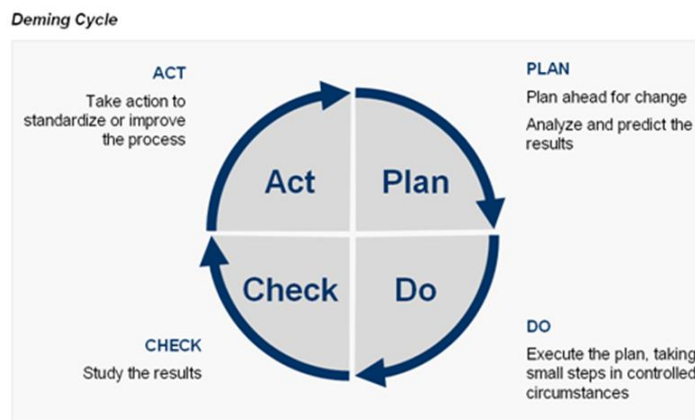 Deming Cycle
ACT
Take action to
standardize or improve
the process
PLAN
Plan ahead for change
Analyze and predict the
results
Act
Plan
Check
Do
CHECK
Study the results
DO
Execute the plan, taking
small steps in controlled
circumstances